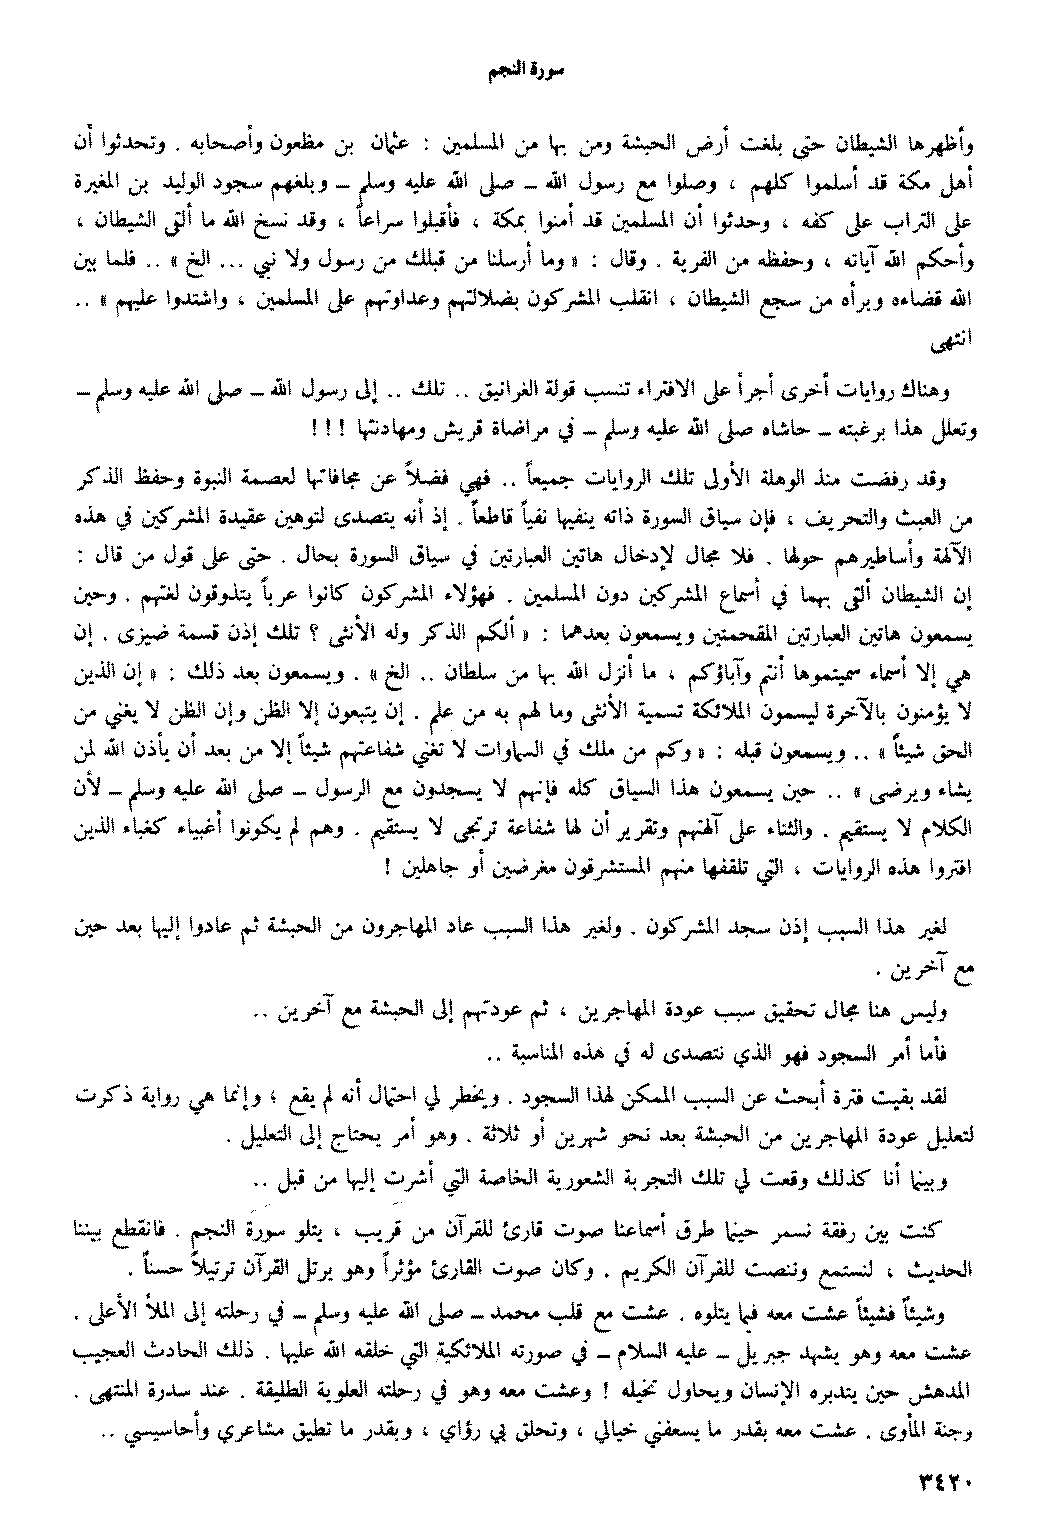 سورة النجم
وأظهرها الشيطان حتى بلغت أرض الحبشة ومن بها من المسلمين : عثمان بن مظعون وأصحابه . وتحدثوا أن
أهل مكة قد أسلموا كلهم ، وصلوا مع رسول الله – صلى الله عليه وسلم – وبلغهم سجود الوليد بن المغيرة
على التراب على كفه ، وحدثوا أن المسلمين قد أمنوا بمكة ، فأقبلوا سراعاً ، وقد نسخ الله ما ألقى الشيطان ،
وأحكم الله آياته ، وحفظه من الفرية . وقال : « وما أرسلنا من قبلك من رسول ولا نبي ... الخ » .. فلما بين
الله قضاءه وبرأه من سجع الشيطان ، انقلب المشركون بضلالتهم وعداوتهم على المسلمين ، واشتدوا عليهم » ..
انتهى
وهناك روايات أخرى أجرأ على الافتراء تنسب قولة الغرانيق .. تلك .. إلى رسول الله – صلى الله عليه وسلم –
وتعلل هذا برغبته – حاشاه صلى الله عليه وسلم – في مراضاة قريش ومهادنتها ! ! !
وقد رفضت منذ الوهلة الأولى تلك الروايات جميعاً .. فهي فضلاً عن مجافاتها لعصمة النبوة وحفظ الذكر
من العبث والتحريف ، فإن سياق السورة ذاته ينفيها نفياً قاطعاً . إذ أنه يتصدى لتوهين عقيدة المشركين في هذه
الآلهة وأساطيرهم حولها . فلا مجال لإدخال هاتين العبارتين في سياق السورة بحال . حتى على قول من قال :
إن الشيطان ألقى بهما في أسماع المشركين دون المسلمين . فهؤلاء المشركون كانوا عرباً يتذوقون لغتهم . وحين
يسمعون هاتين العبارتين المقحمتين ويسمعون بعدهما : « ألكم الذكر وله الأنثى ؟ تلك إذن قسمة ضيزى . إن
هي إلا أسماء سميتموها أنتم وآباؤكم ، ما أنزل الله بها من سلطان .. الخ » . ويسمعون بعد ذلك : « إن الذين
لا يؤمنون بالآخرة ليسمون الملائكة تسمية الأنثى وما لهم به من علم . إن يتبعون إلا الظن وإن الظن لا يغني من
الحق شيئاً » .. ويسمعون قبله : « وكم من ملك في السماوات لا تغني شفاعتهم شيئاً إلا من بعد أن يأذن الله لمن
يشاء ويرضى » .. حين يسمعون هذا السياق كله فإنهم لا يسجدون مع الرسول – صلى الله عليه وسلم – لأن
الكلام لا يستقيم . والثناء على آلهتهم وتقرير أن لها شفاعة ترتجى لا يستقيم . وهم لم يكونوا أغبياء كغباء الذين
افتروا هذه الروايات ، التي تلقفها منهم المستشرقون مغرضين أو جاهلين !
لغير هذا السبب إذن سجد المشركون . ولغير هذا السبب عاد المهاجرون من الحبشة ثم عادوا إليها بعد حين
مع آخرين .
وليس هنا مجال تحقيق سبب عودة المهاجرين ، ثم عودتهم إلى الحبشة مع آخرين ..
فأما أمر السجود فهو الذي نتصدى له في هذه المناسبة ..
لقد بقيت فترة أبحث عن السبب الممكن لهذا السجود . ويخطر لي احتمال أنه لم يقع ؛ وإنما هي رواية ذكرت
لتعليل عودة المهاجرين من الحبشة بعد نحو شهرين أو ثلاثة . وهو أمر يحتاج إلى التعليل .
وبينما أنا كذلك وقعت لي تلك التجربة الشعورية الخاصة التي أشرت إليها من قبل ..
كنت بين رفقة نسمر حينما طرق أسماعنا صوت قارئ للقرآن من قريب ، يتلو سورة النجم . فانقطع بيننا
الحديث ، لنستمع وننصت للقرآن الكريم . وكان صوت القارئ مؤثراً وهو يرتل القرآن ترتيلاً حسناً .
وشيئاً فشيئاً عشت معه فيما يتلوه . عشت مع قلب محمد – صلى الله عليه وسلم – في رحلته إلى الملأ الأعلى .
عشت معه وهو يشهد جبريل – عليه السلام – في صورته الملائكية التي خلقه الله عليها . ذلك الحادث العجيب
المدهش حين يتدبره الإنسان ويحاول تخيله ! وعشت معه وهو في رحلته العلوية الطليقة . عند سدرة المنتهى .
وجنة المأوى . عشت معه بقدر ما يسعفني خيالي ، وتحلق بي رؤاي ، وبقدر ما تطيق مشاعري وأحاسيسي ..
٣٤٢٠